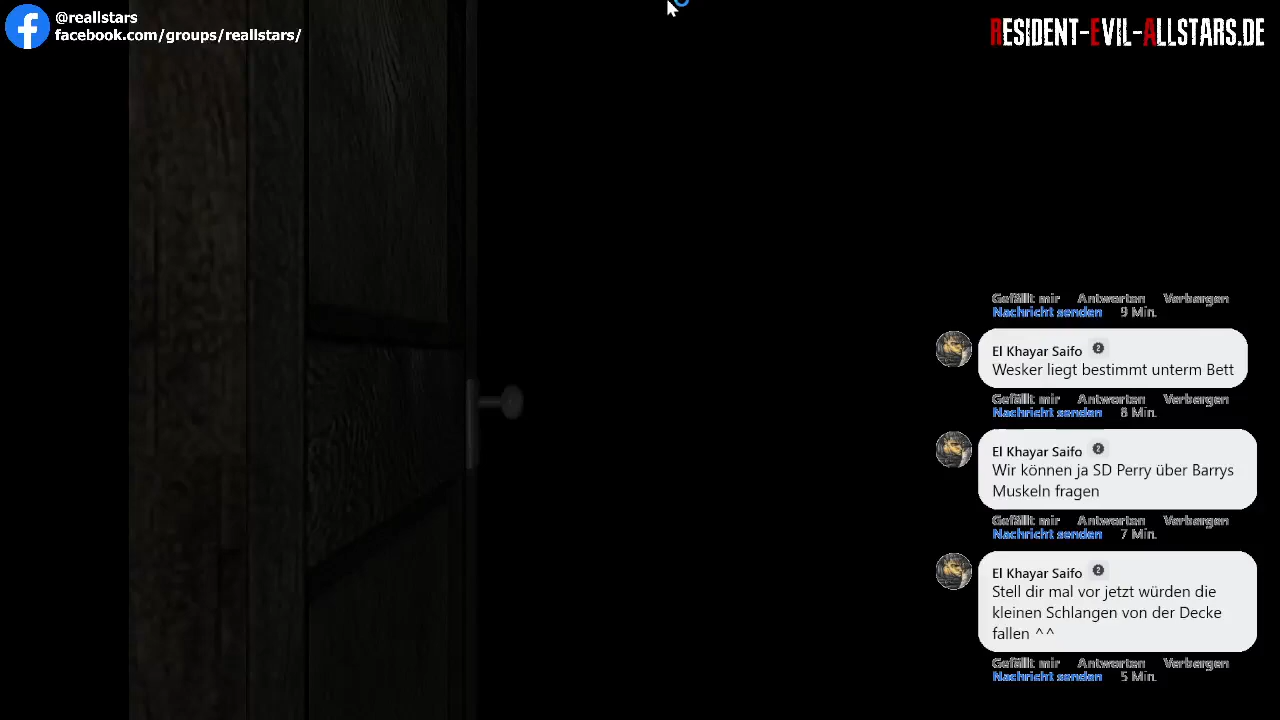 @reallstars
facebook.com/groups/reallstars/
RESIDENT-EVIL-ALLSTARS.DE
Gefällt mir Antworten Verbergen
Nachricht senden 9 Min.
El Khayar Saifo 2
Wesker liegt bestimmt unterm Bett
Gefällt mir Antworten Verbergen
Nachricht senden 8 Min.
El Khayar Saifo 2
Wir können ja SD Perry über Barrys
Muskeln fragen
Gefällt mir Antworten Verbergen
Nachricht senden 7 Min.
El Khayar Saifo 2
Stell dir mal vor jetzt würden die
kleinen Schlangen von der Decke
fallen ^^
Gefällt mir Antworten Verbergen
Nachricht senden 5 Min.